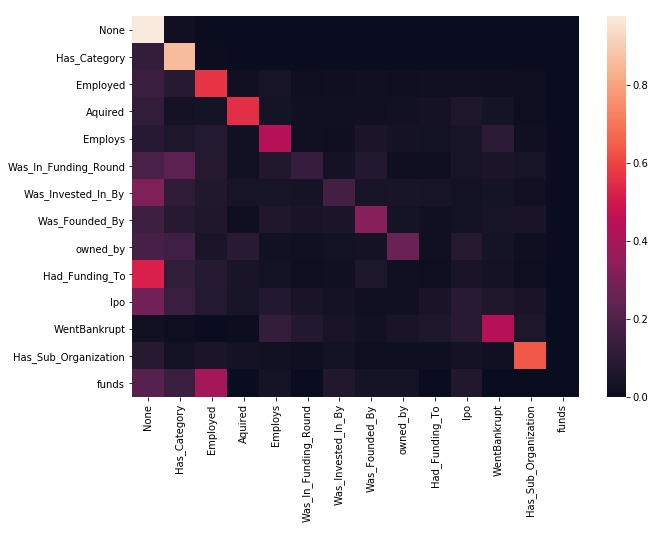 None
Has_Category
Employed
Aquired
Employs
Was_In_Funding_Round
Was_Invested_In_By
Was_Founded_By
owned_by
Had_Funding_To
Ipo
WentBankrupt
Has_Sub_Organization
funds
None
Has_Category
Employed
Aquired
Employs
Was_In_Funding_Round
Was_Invested_In_By
Was_Founded_By
owned_by
Had_Funding_To
Ipo
WentBankrupt
Has_Sub_Organization
funds
0.8
0.6
0.4
0.2
0.0